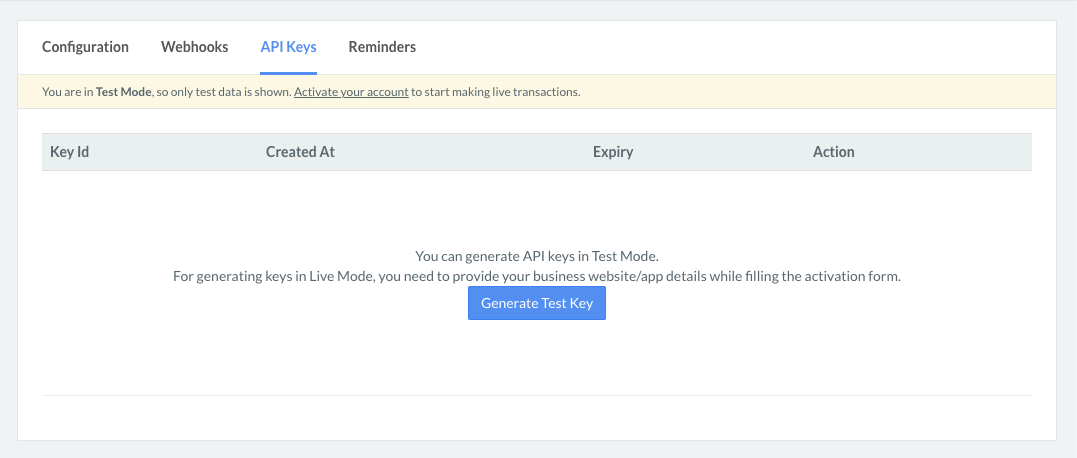 Configuration Webhooks API Keys Reminders
You are in Test Mode, so only test data is shown. Activate your account to start making live transactions.
Key Id Created At Expiry Action
You can generate API keys in Test Mode.
For generating keys in Live Mode, you need to provide your business website/app details while filling the activation form.
Generate Test Key